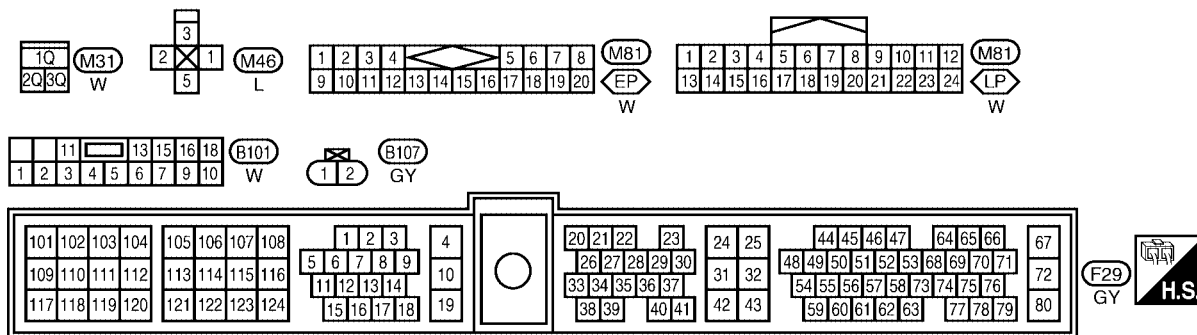 1Q
2Q 3Q
M31
W
3
2 1
5
M46
L
1 2 3 4 5 6 7 8
9 10 11 12 13 14 15 16 17 18 19 20
M81
EP
W
1 2 3 4 5 6 7 8 9 10 11 12
13 14 15 16 17 18 19 20 21 22 23 24
M81
LP
W
11 13 15 16 18
1 2 3 4 5 6 7 9 10
B101
W
1 2
B107
GY
101 102 103 104 105 106 107 108 1 2 3 4 20 21 22 23 24 25 44 45 46 47 64 65 66 67
5 6 7 8 9 26 27 28 29 30 48 49 50 51 52 53 68 69 70 71
109 110 111 112 113 114 115 116 10 31 32 72
11 12 13 14 33 34 35 36 37 54 55 56 57 58 73 74 75 76
117 118 119 120 121 122 123 124 15 16 17 18 19 38 39 40 41 42 43 59 60 61 62 63 77 78 79 80
F29
GY
H.S.